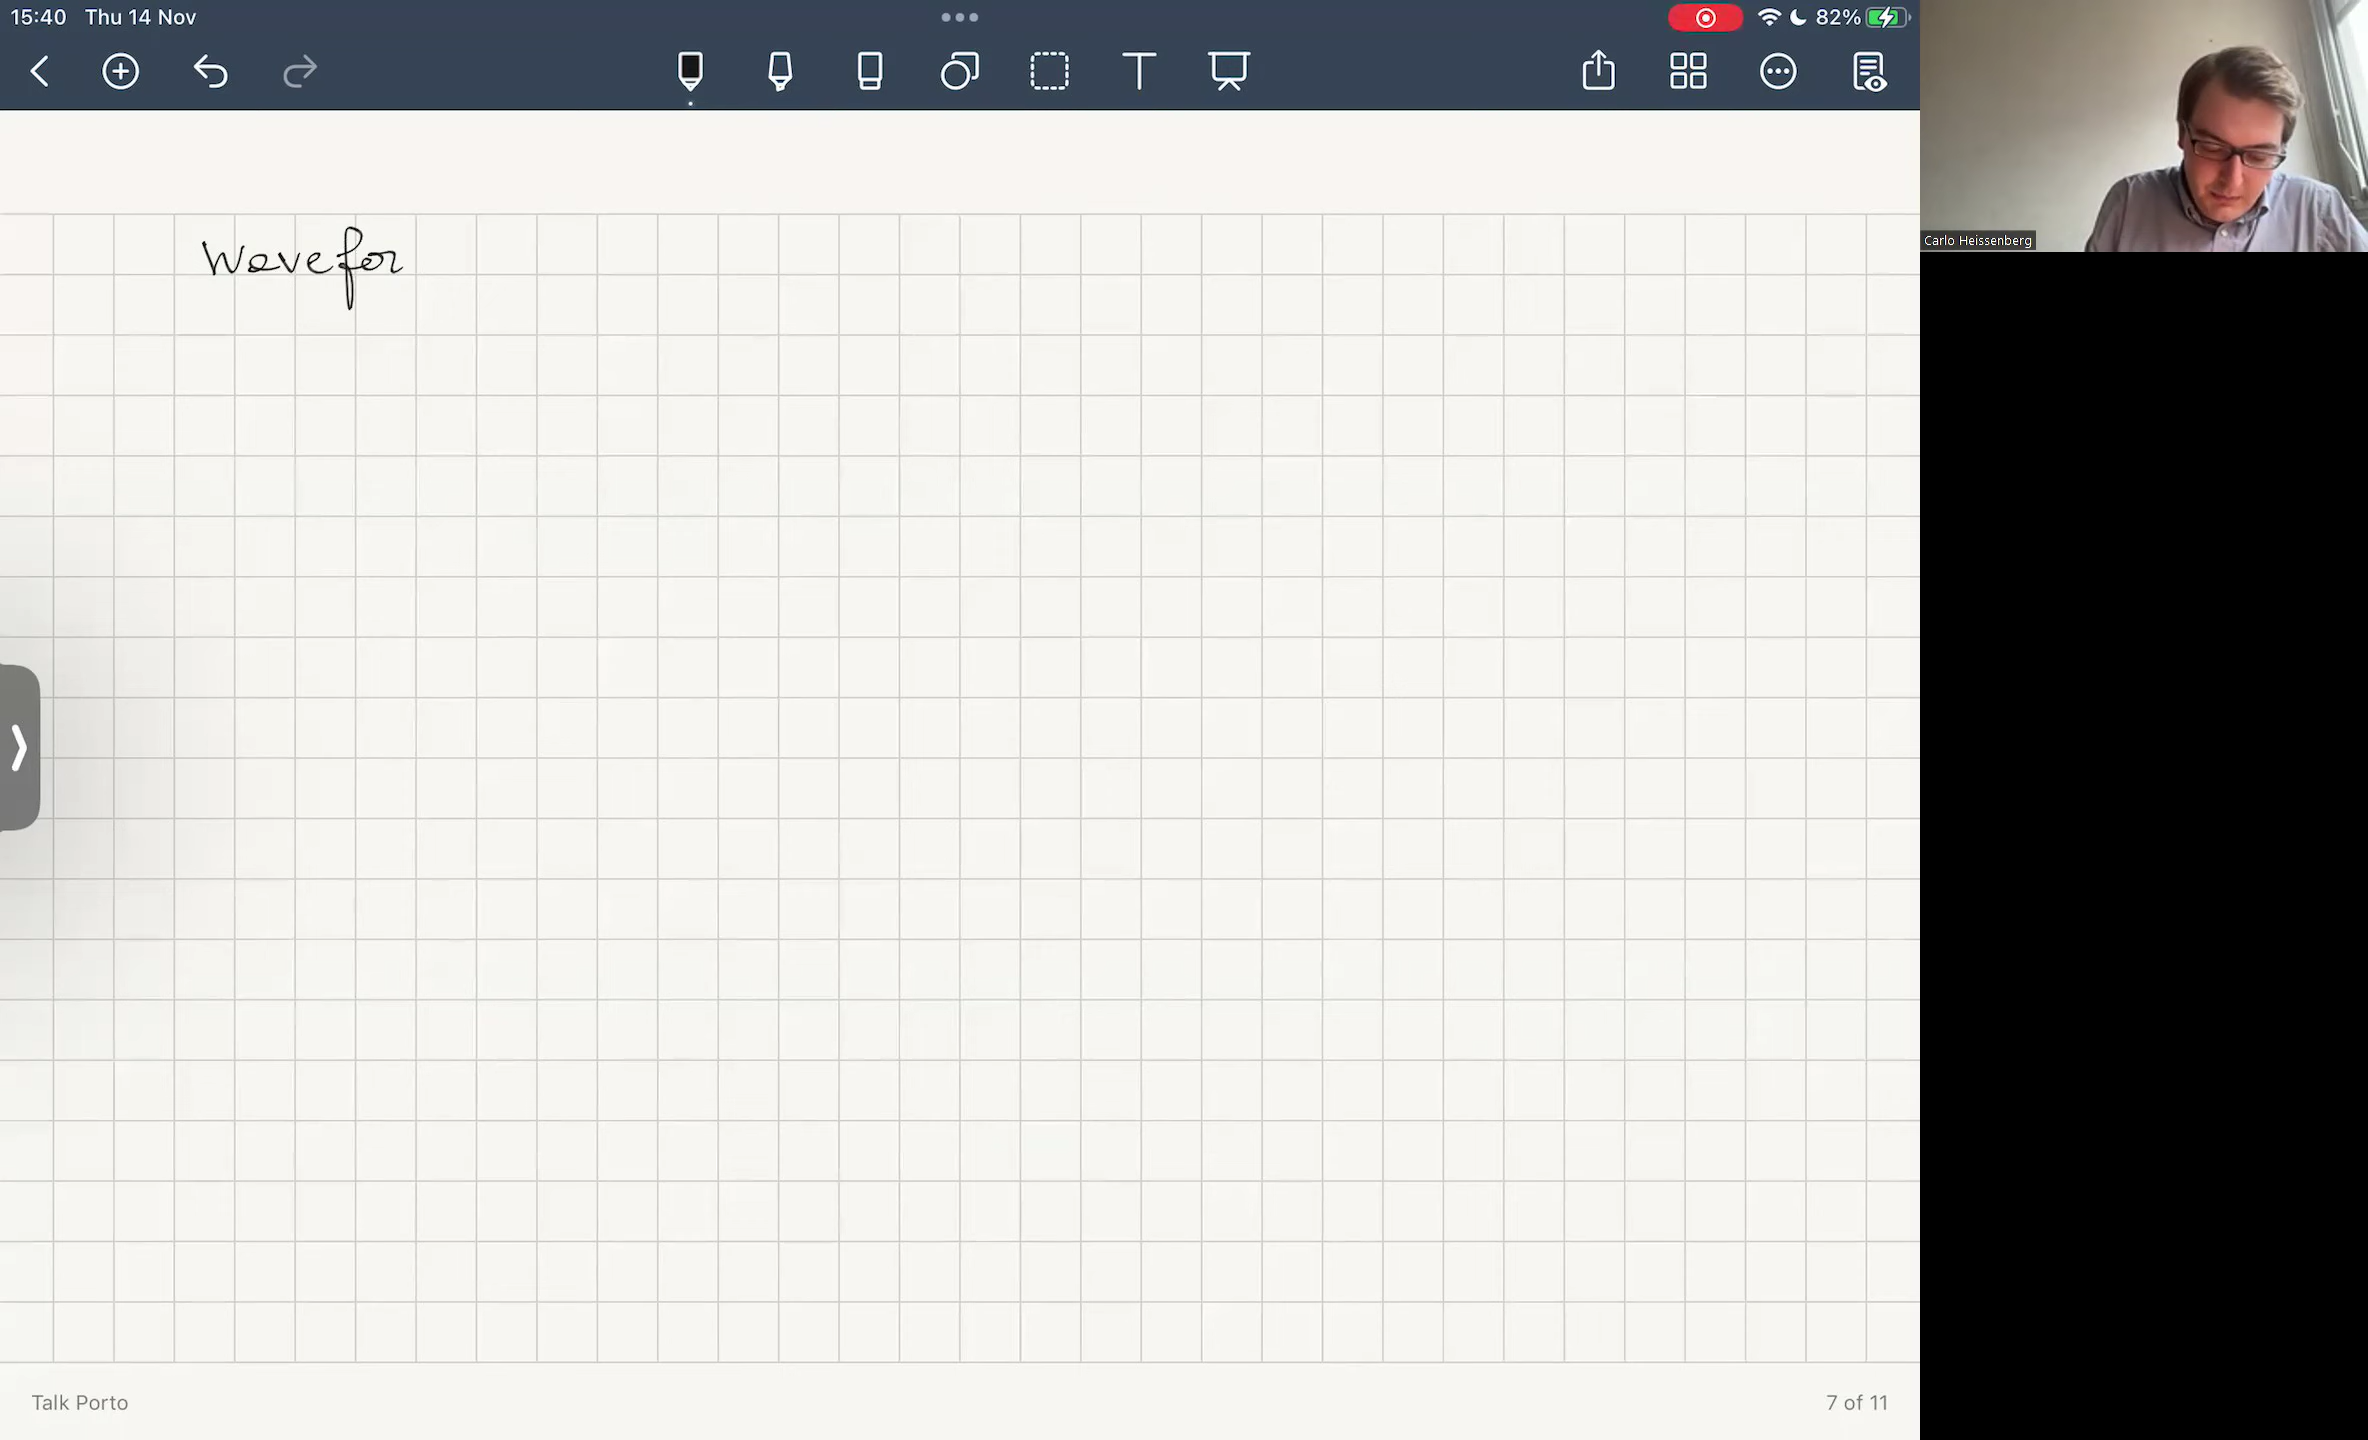 15:40 Thu 14 Nov
82%
T
Wavefor
Carlo Heissenberg
Talk Porto
7 of 11